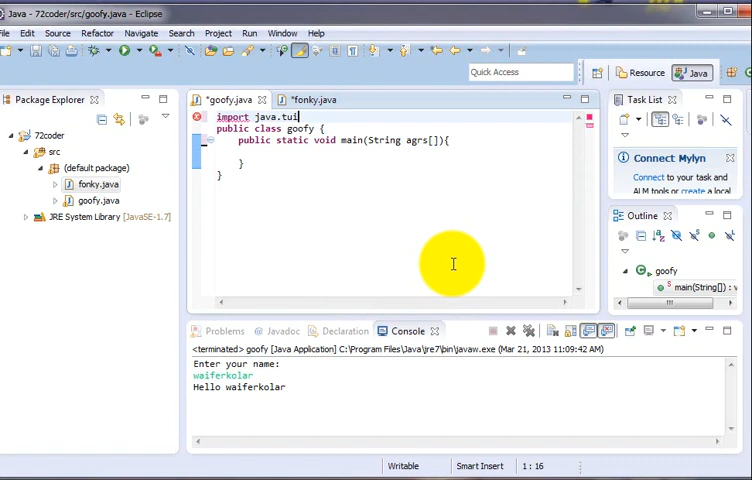 Java - 72coder/src/goofy.java - Eclipse
File Edit Source Refactor Navigate Search Project Run Window Help
Quick Access
Resource
Java
Package Explorer
72coder
src
(default package)
fonky.java
goofy.java
JRE System Library [JavaSE-1.7]
*goofy.java
*fonky.java
import java.tui
public class goofy {
public static void main(String agrs[]){
}
}
Task List
Connect Mylyn
Connect to your task and
ALM tools or create a local
Outline
goofy
main(String[]) : v
Problems
Javadoc
Declaration
Console
<terminated> goofy [Java Application] C:\Program Files\Java\jre7\bin\javaw.exe (Mar 21, 2013 11:09:42 AM)
Enter your name:
waiferkolar
Hello waiferkolar
Writable
Smart Insert
1 : 16